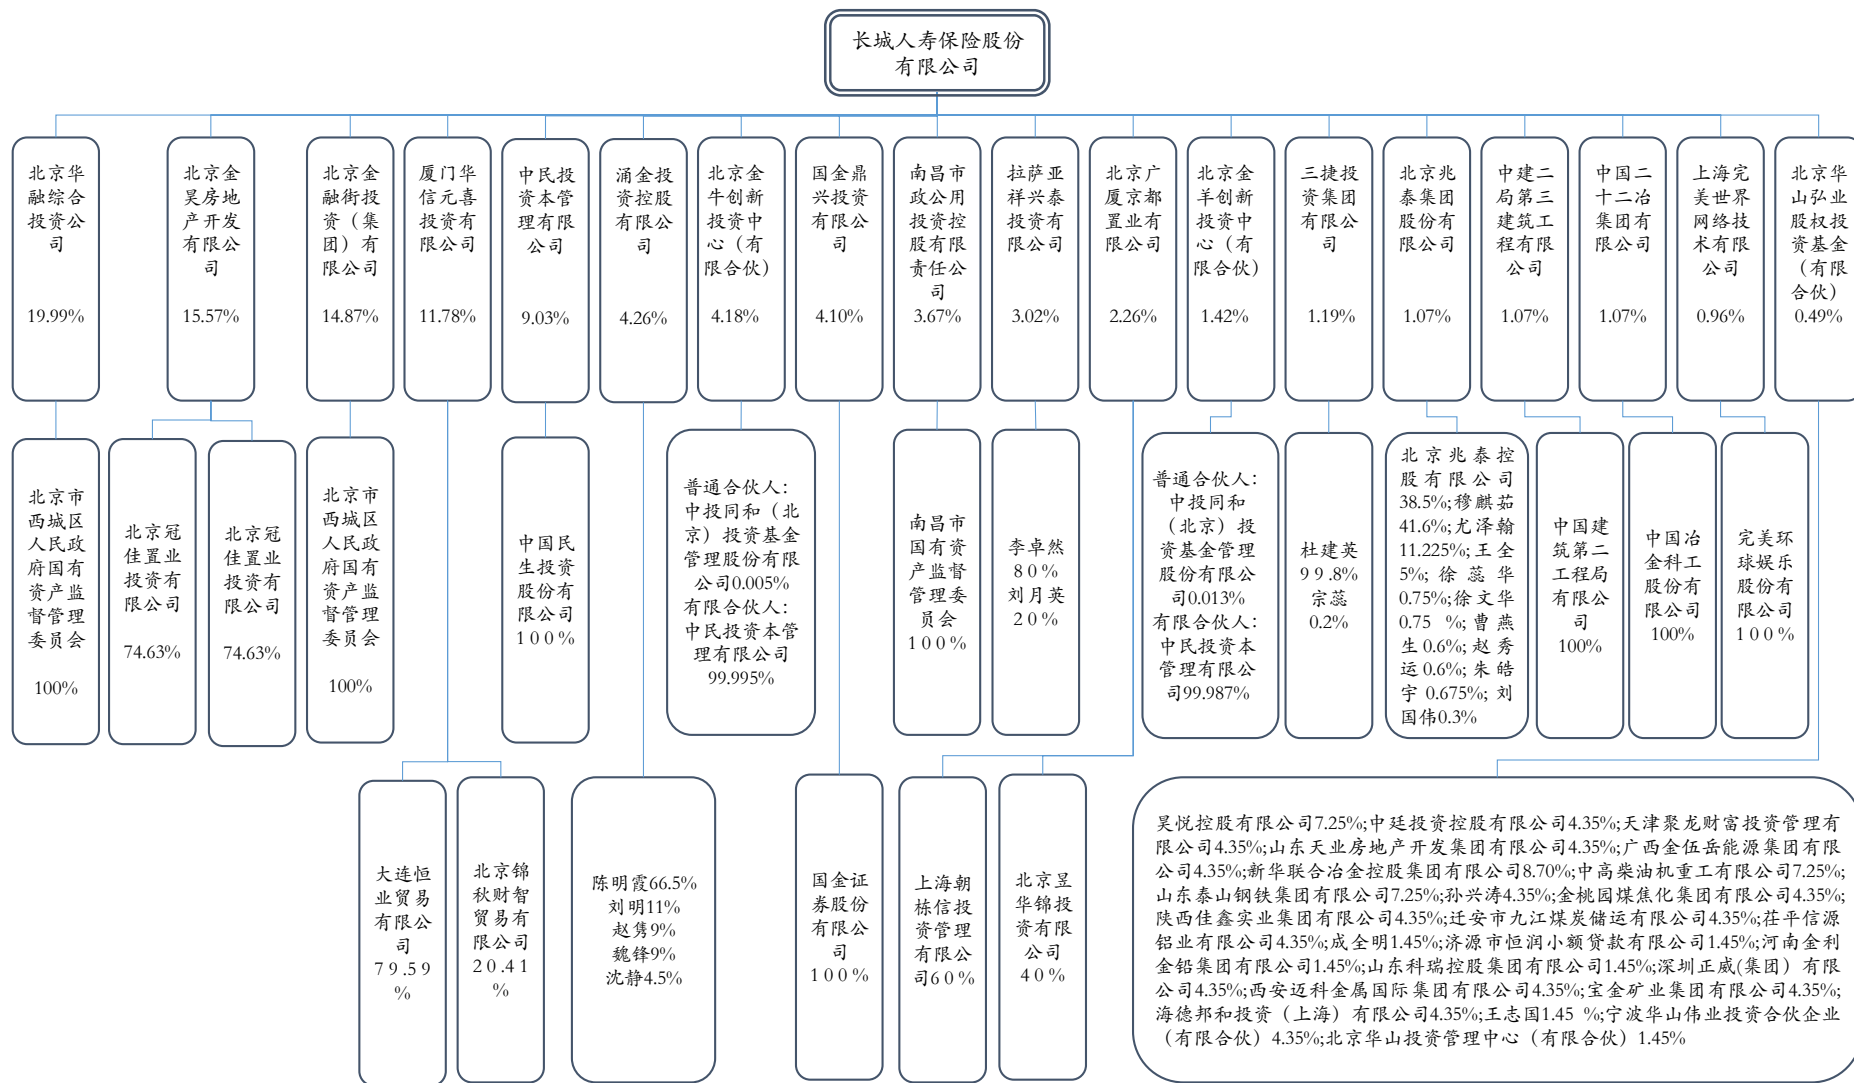 长城人寿保险股份
有限公司
北京华
融综合
投资公
司
19.99%
北京金
昊房地
产开发
有限公
司
15.57%
北京金
融街投
资（集
团）有
限公司
14.87%
厦门华
信元喜
投资有
限公司
11.78%
中民投
资本管
理有限
公司
9.03%
涌金投
资控股
有限公
司
4.26%
北京金
牛创新
投资中
心（有
限合伙）
4.18%
国金鼎
兴投资
有限公
司
4.10%
南昌市
政公用
投资控
股有限
责任公
司
3.67%
拉萨亚
祥兴泰
投资有
限公司
3.02%
北京广
厦京都
置业有
限公司
2.26%
北京金
羊创新
投资中
心（有
限合伙）
1.42%
三捷投
资集团
有限公
司
1.19%
北京兆
泰集团
股份有
限公司
1.07%
中建二
局第三
建筑工
程有限
公司
1.07%
中国二
十二冶
集团有
限公司
1.07%
上海完
美世界
网络技
术有限
公司
0.96%
北京华
山弘业
股权投
资基金
（有限
合伙）
0.49%
北京市
西城区
人民政
府国有
资产监
督管理
委员会
100%
北京冠
佳置业
投资有
限公司
74.63%
北京冠
佳置业
投资有
限公司
74.63%
北京市
西城区
人民政
府国有
资产监
督管理
委员会
100%
中国民
生投资
股份有
限公司
100%
普通合伙人：
中投同和（北
京）投资基金
管理股份有限
公司0.005%
有限合伙人：
中民投资本管
理有限公司
99.995%
南昌市
国有资
产监督
管理委
员会
100%
李卓然
80%
刘月英
20%
普通合伙人：
中投同和
（北京）投
资基金管理
股份有限公
司0.013%
有限合伙人：
中民投资本
管理有限公
司99.987%
杜建英
99.8%
宗蕊
0.2%
北京兆泰控
股有限公司
38.5%;穆麒茹
41.6%;尤泽翰
11.225%;王全
5%;徐蕊华
0.75%;徐文华
0.75 %;曹燕
生0.6%;赵秀
运0.6%;朱皓
宇0.675%;刘
国伟0.3%
中国建
筑第二
工程局
有限公
司
100%
中国冶
金科工
股份有
限公司
100%
完美环
球娱乐
股份有
限公司
100%
大连恒
业贸易
有限公
司
79.59
%
北京锦
秋财智
贸易有
限公司
20.41
%
陈明霞66.5%
刘明11%
赵隽9%
魏锋9%
沈静4.5%
国金证
券股份
有限公
司
100%
上海朝
栋信投
资管理
有限公
司60%
北京昱
华锦投
资有限
公司
40%
昊悦控股有限公司7.25%;中廷投资控股有限公司4.35%;天津聚龙财富投资管理有
限公司4.35%;山东天业房地产开发集团有限公司4.35%;广西金伍岳能源集团有限
公司4.35%;新华联合冶金控股集团有限公司8.70%;中高柴油机重工有限公司7.25%;
山东泰山钢铁集团有限公司7.25%;孙兴涛4.35%;金桃园煤焦化集团有限公司4.35%;
陕西佳鑫实业集团有限公司4.35%;迁安市九江煤炭储运有限公司4.35%;茌平信源
铝业有限公司4.35%;成全明1.45%;济源市恒润小额贷款有限公司1.45%;河南金利
金铅集团有限公司1.45%;山东科瑞控股集团有限公司1.45%;深圳正威(集团）有限
公司4.35%;西安迈科金属国际集团有限公司4.35%;宝金矿业集团有限公司4.35%;
海德邦和投资（上海）有限公司4.35%;王志国1.45 %;宁波华山伟业投资合伙企业
（有限合伙）4.35%;北京华山投资管理中心（有限合伙）1.45%